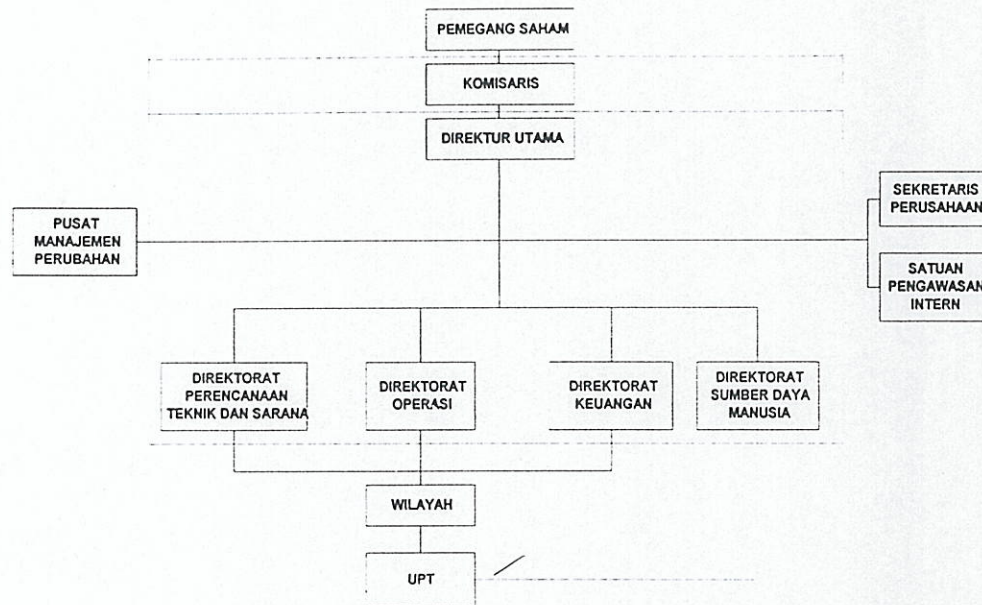 PEMEGANG SAHAM
KOMISARIS
DIREKTUR UTAMA
PUSAT
MANAJEMEN
PERUBAHAN
SEKRETARIS
PERUSAHAAN
SATUAN
PENGAWASAN
INTERN
DIREKTORAT
PERENCANAAN
TEKNIK DAN SARANA
DIREKTORAT
OPERASI
DIREKTORAT
KEUANGAN
DIREKTORAT
SUMBER DAYA
MANUSIA
WILAYAH
UPT